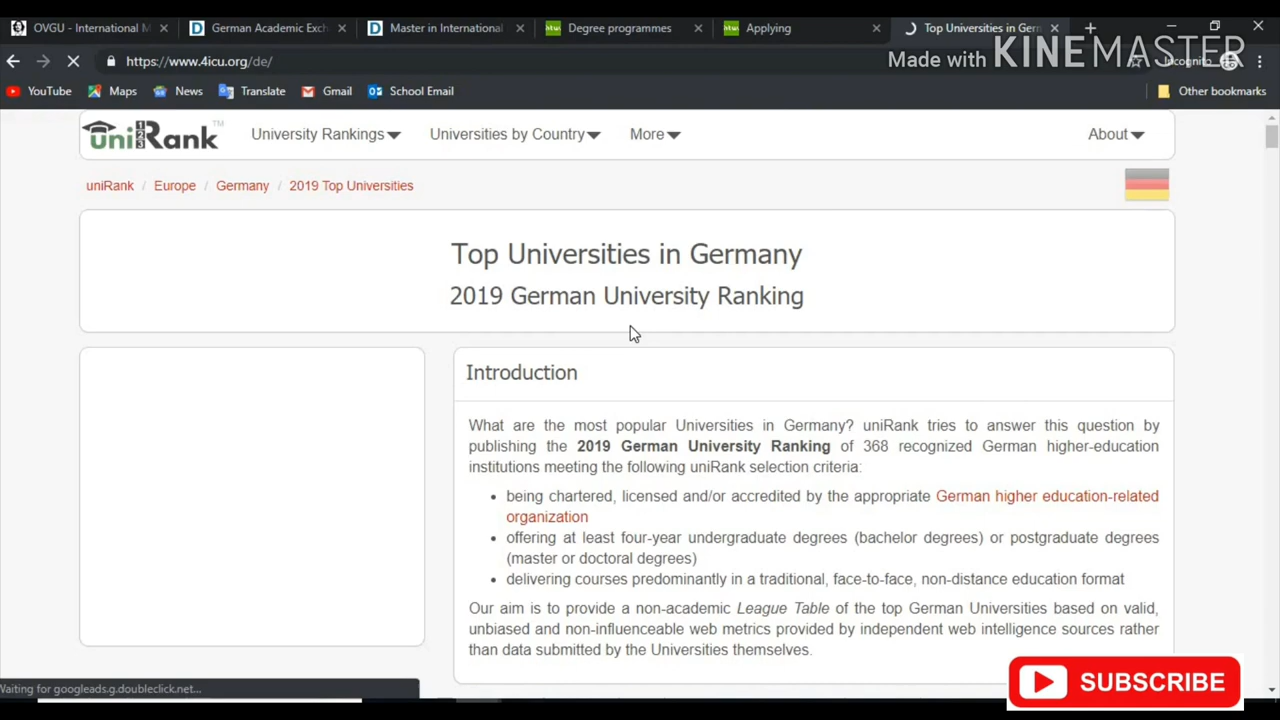 OVGU - International M
German Academic Exch
Master in International
Degree programmes
Applying
Top Universities in Germ
https://www.4icu.org/de/
Made with KINEMASTER
Incognito
YouTube
Maps
News
Translate
Gmail
School Email
Other bookmarks
uniRank™
University Rankings
Universities by Country
More
About
uniRank / Europe / Germany / 2019 Top Universities
Top Universities in Germany
2019 German University Ranking
Introduction
What are the most popular Universities in Germany? uniRank tries to answer this question by
publishing the 2019 German University Ranking of 368 recognized German higher-education
institutions meeting the following uniRank selection criteria:
• being chartered, licensed and/or accredited by the appropriate German higher education-related
organization
• offering at least four-year undergraduate degrees (bachelor degrees) or postgraduate degrees
(master or doctoral degrees)
• delivering courses predominantly in a traditional, face-to-face, non-distance education format
Our aim is to provide a non-academic League Table of the top German Universities based on valid,
unbiased and non-influenceable web metrics provided by independent web intelligence sources rather
than data submitted by the Universities themselves.
Waiting for googleads.g.doubleclick.net...
SUBSCRIBE